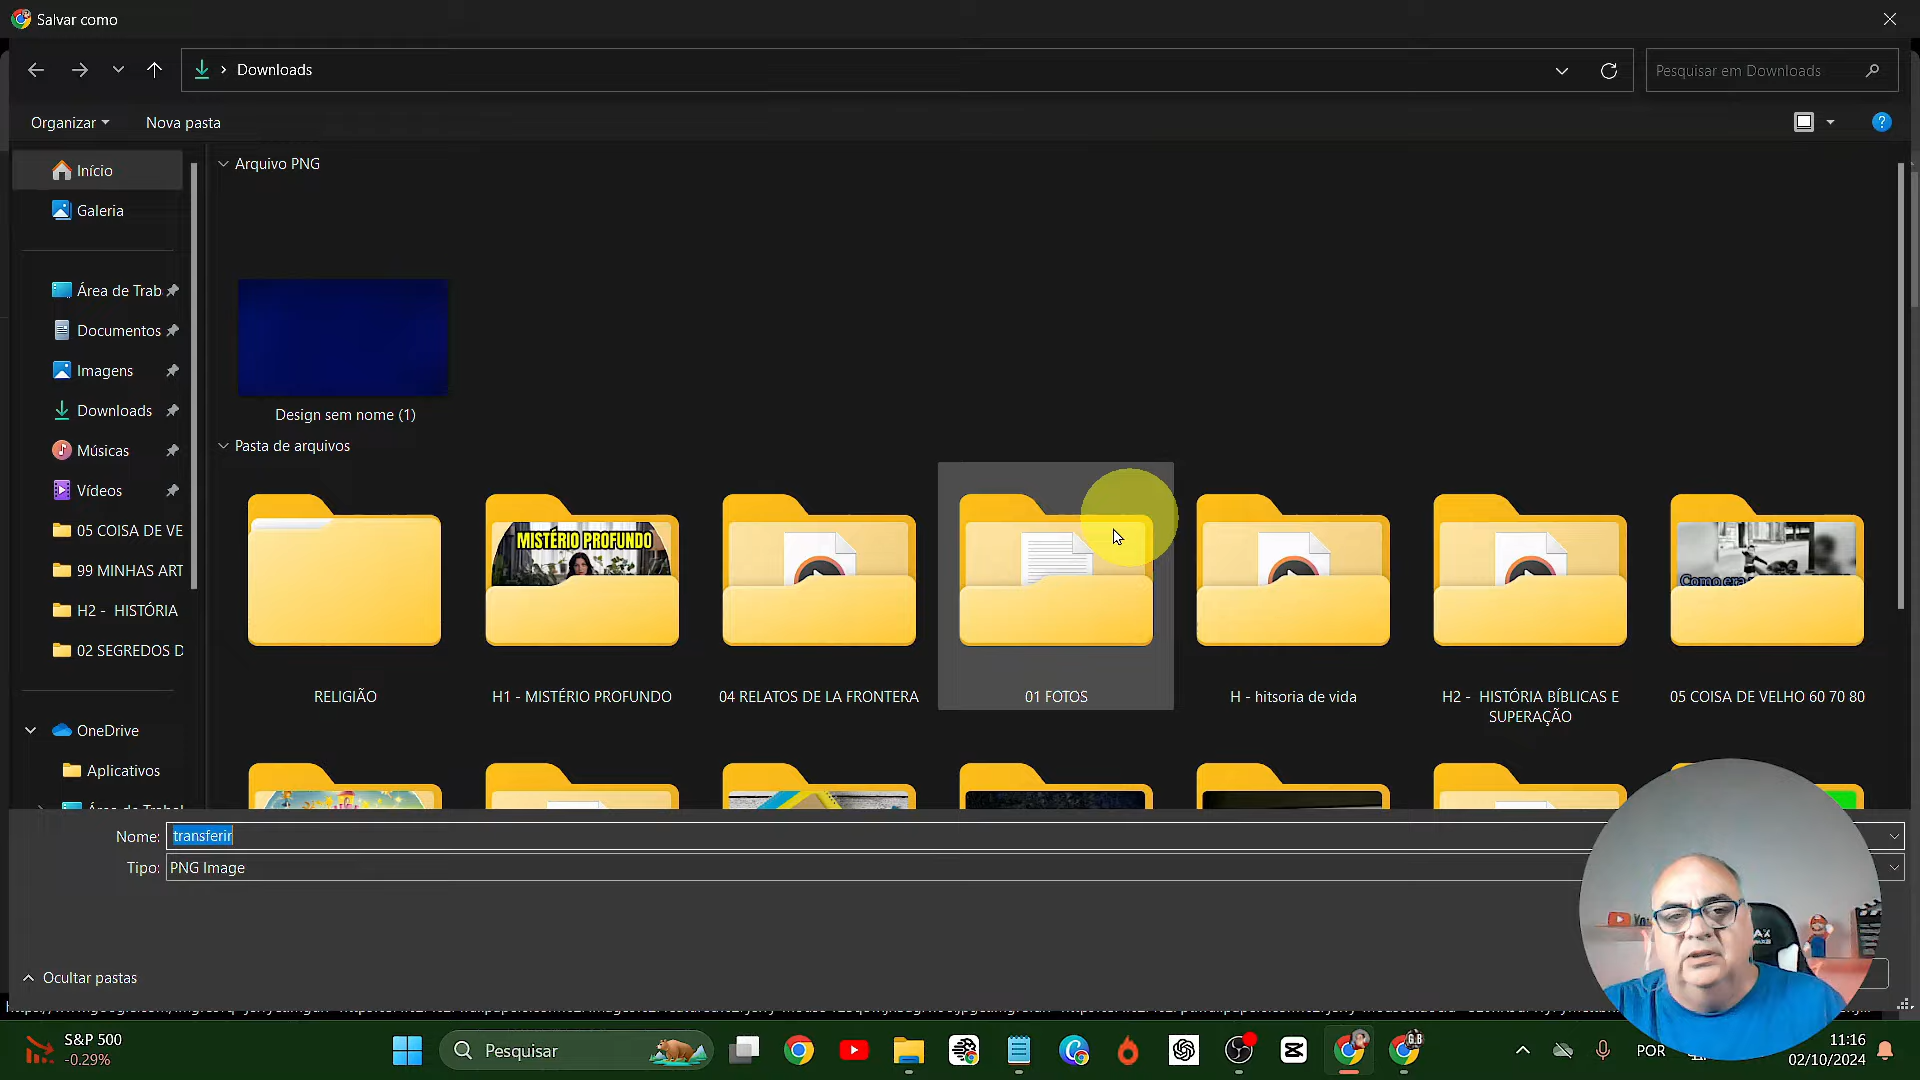 Salvar como
Downloads
Pesquisar em Downloads
Organizar
Nova pasta
Início
Galeria
Área de Trab
Documentos
Imagens
Downloads
Músicas
Vídeos
05 COISA DE VE
99 MINHAS ART
H2 - HISTÓRIA
02 SEGREDOS D
OneDrive
Aplicativos
Arquivo PNG
Design sem nome (1)
Pasta de arquivos
MISTÉRIO PROFUNDO
Como era
RELIGIÃO
H1 - MISTÉRIO PROFUNDO
04 RELATOS DE LA FRONTERA
01 FOTOS
H - hitsoria de vida
H2 - HISTÓRIA BÍBLICAS E
SUPERAÇÃO
05 COISA DE VELHO 60 70 80
Nome: transferir
Tipo: PNG Image
Ocultar pastas
S&P 500
-0.29%
Pesquisar
G.B
POR
11:16
02/10/2024